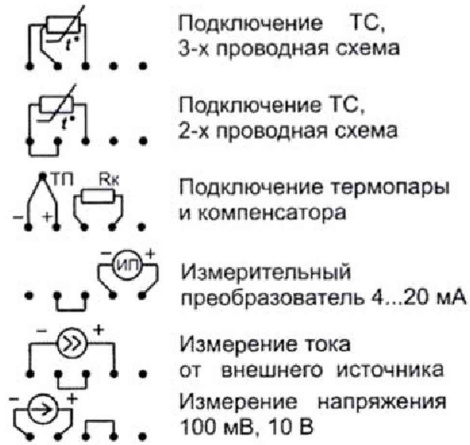 t°
Подключение ТС,
3-х проводная схема
t°
Подключение ТС,
2-х проводная схема
ТП Rк
- +
Подключение термопары
и компенсатора
- ИП +
Измерительный
преобразователь 4...20 мА
- +
Измерение тока
от внешнего источника
- +
Измерение напряжения
100 мВ, 10 В